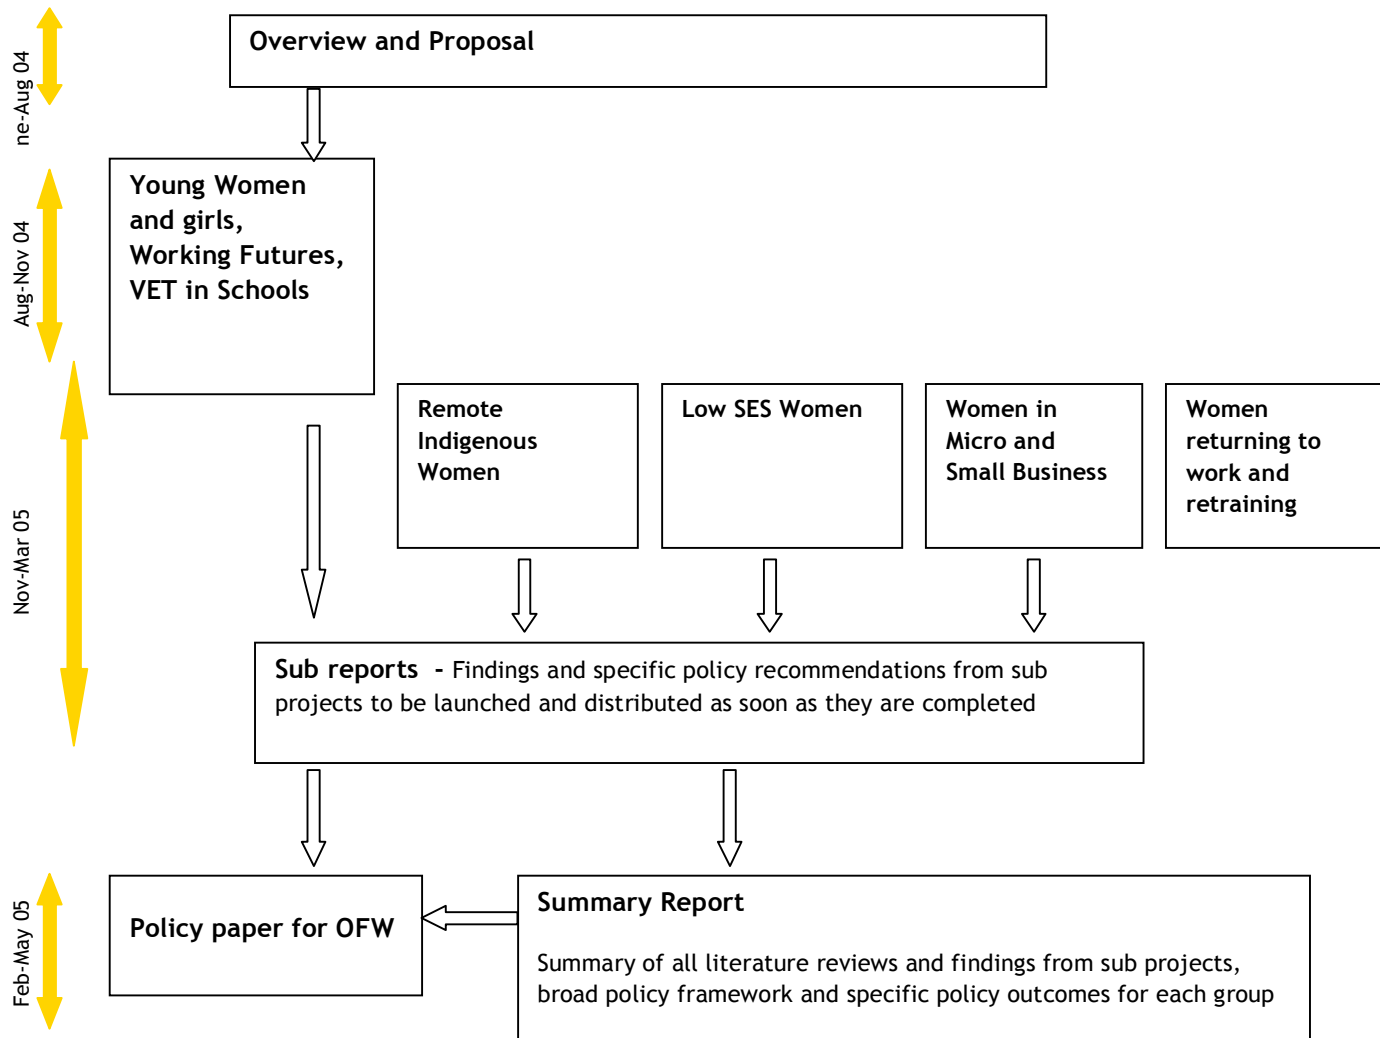 ne-Aug 04
Overview and Proposal
Aug-Nov 04
Young Women
and girls,
Working Futures,
VET in Schools
Nov-Mar 05
Remote
Indigenous
Women
Low SES Women
Women in
Micro and
Small Business
Women
returning to
work and
retraining
Sub reports - Findings and specific policy recommendations from sub
projects to be launched and distributed as soon as they are completed
Feb-May 05
Policy paper for OFW
Summary Report
Summary of all literature reviews and findings from sub projects,
broad policy framework and specific policy outcomes for each group